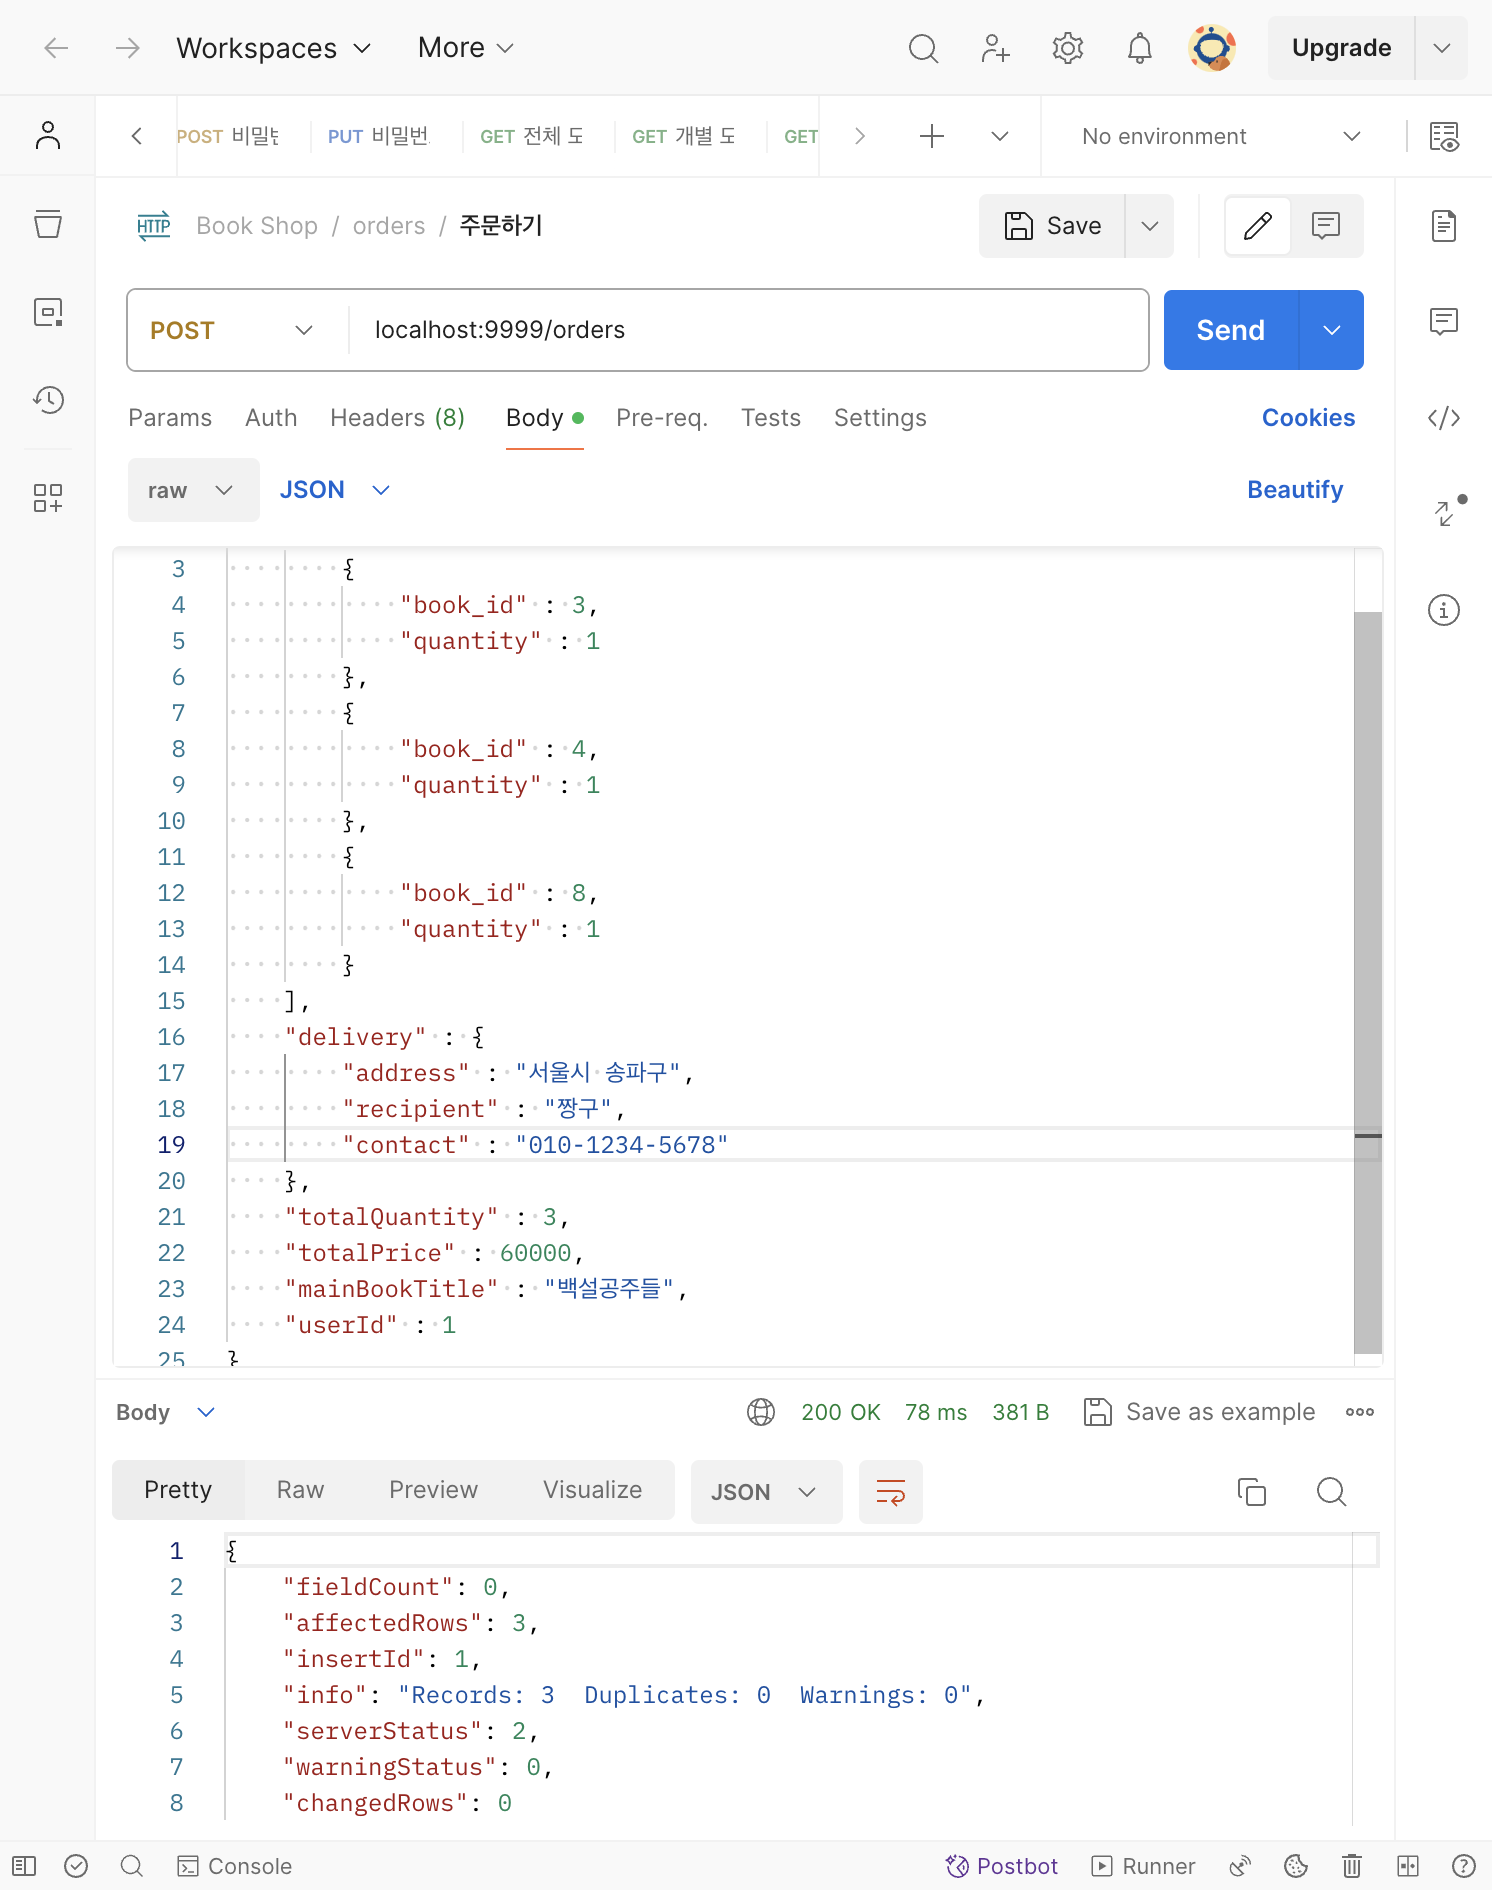 Workspaces More Upgrade
POST 비밀번 PUT 비밀번 GET 전체 도 GET 개별 도 GET No environment
HTTP Book Shop / orders / 주문하기 Save
POST localhost:9999/orders Send
Params Auth Headers (8) Body Pre-req. Tests Settings Cookies
raw JSON Beautify
3 {
4 "book_id" : 3,
5 "quantity" : 1
6 },
7 {
8 "book_id" : 4,
9 "quantity" : 1
10 },
11 {
12 "book_id" : 8,
13 "quantity" : 1
14 }
15 ],
16 "delivery" : {
17 "address" : "서울시 송파구",
18 "recipient" : "짱구",
19 "contact" : "010-1234-5678"
20 },
21 "totalQuantity" : 3,
22 "totalPrice" : 60000,
23 "mainBookTitle" : "백설공주들",
24 "userId" : 1
25 }
Body 200 OK 78 ms 381 B Save as example
Pretty Raw Preview Visualize JSON
1 {
2 "fieldCount": 0,
3 "affectedRows": 3,
4 "insertId": 1,
5 "info": "Records: 3  Duplicates: 0  Warnings: 0",
6 "serverStatus": 2,
7 "warningStatus": 0,
8 "changedRows": 0
Console Postbot Runner